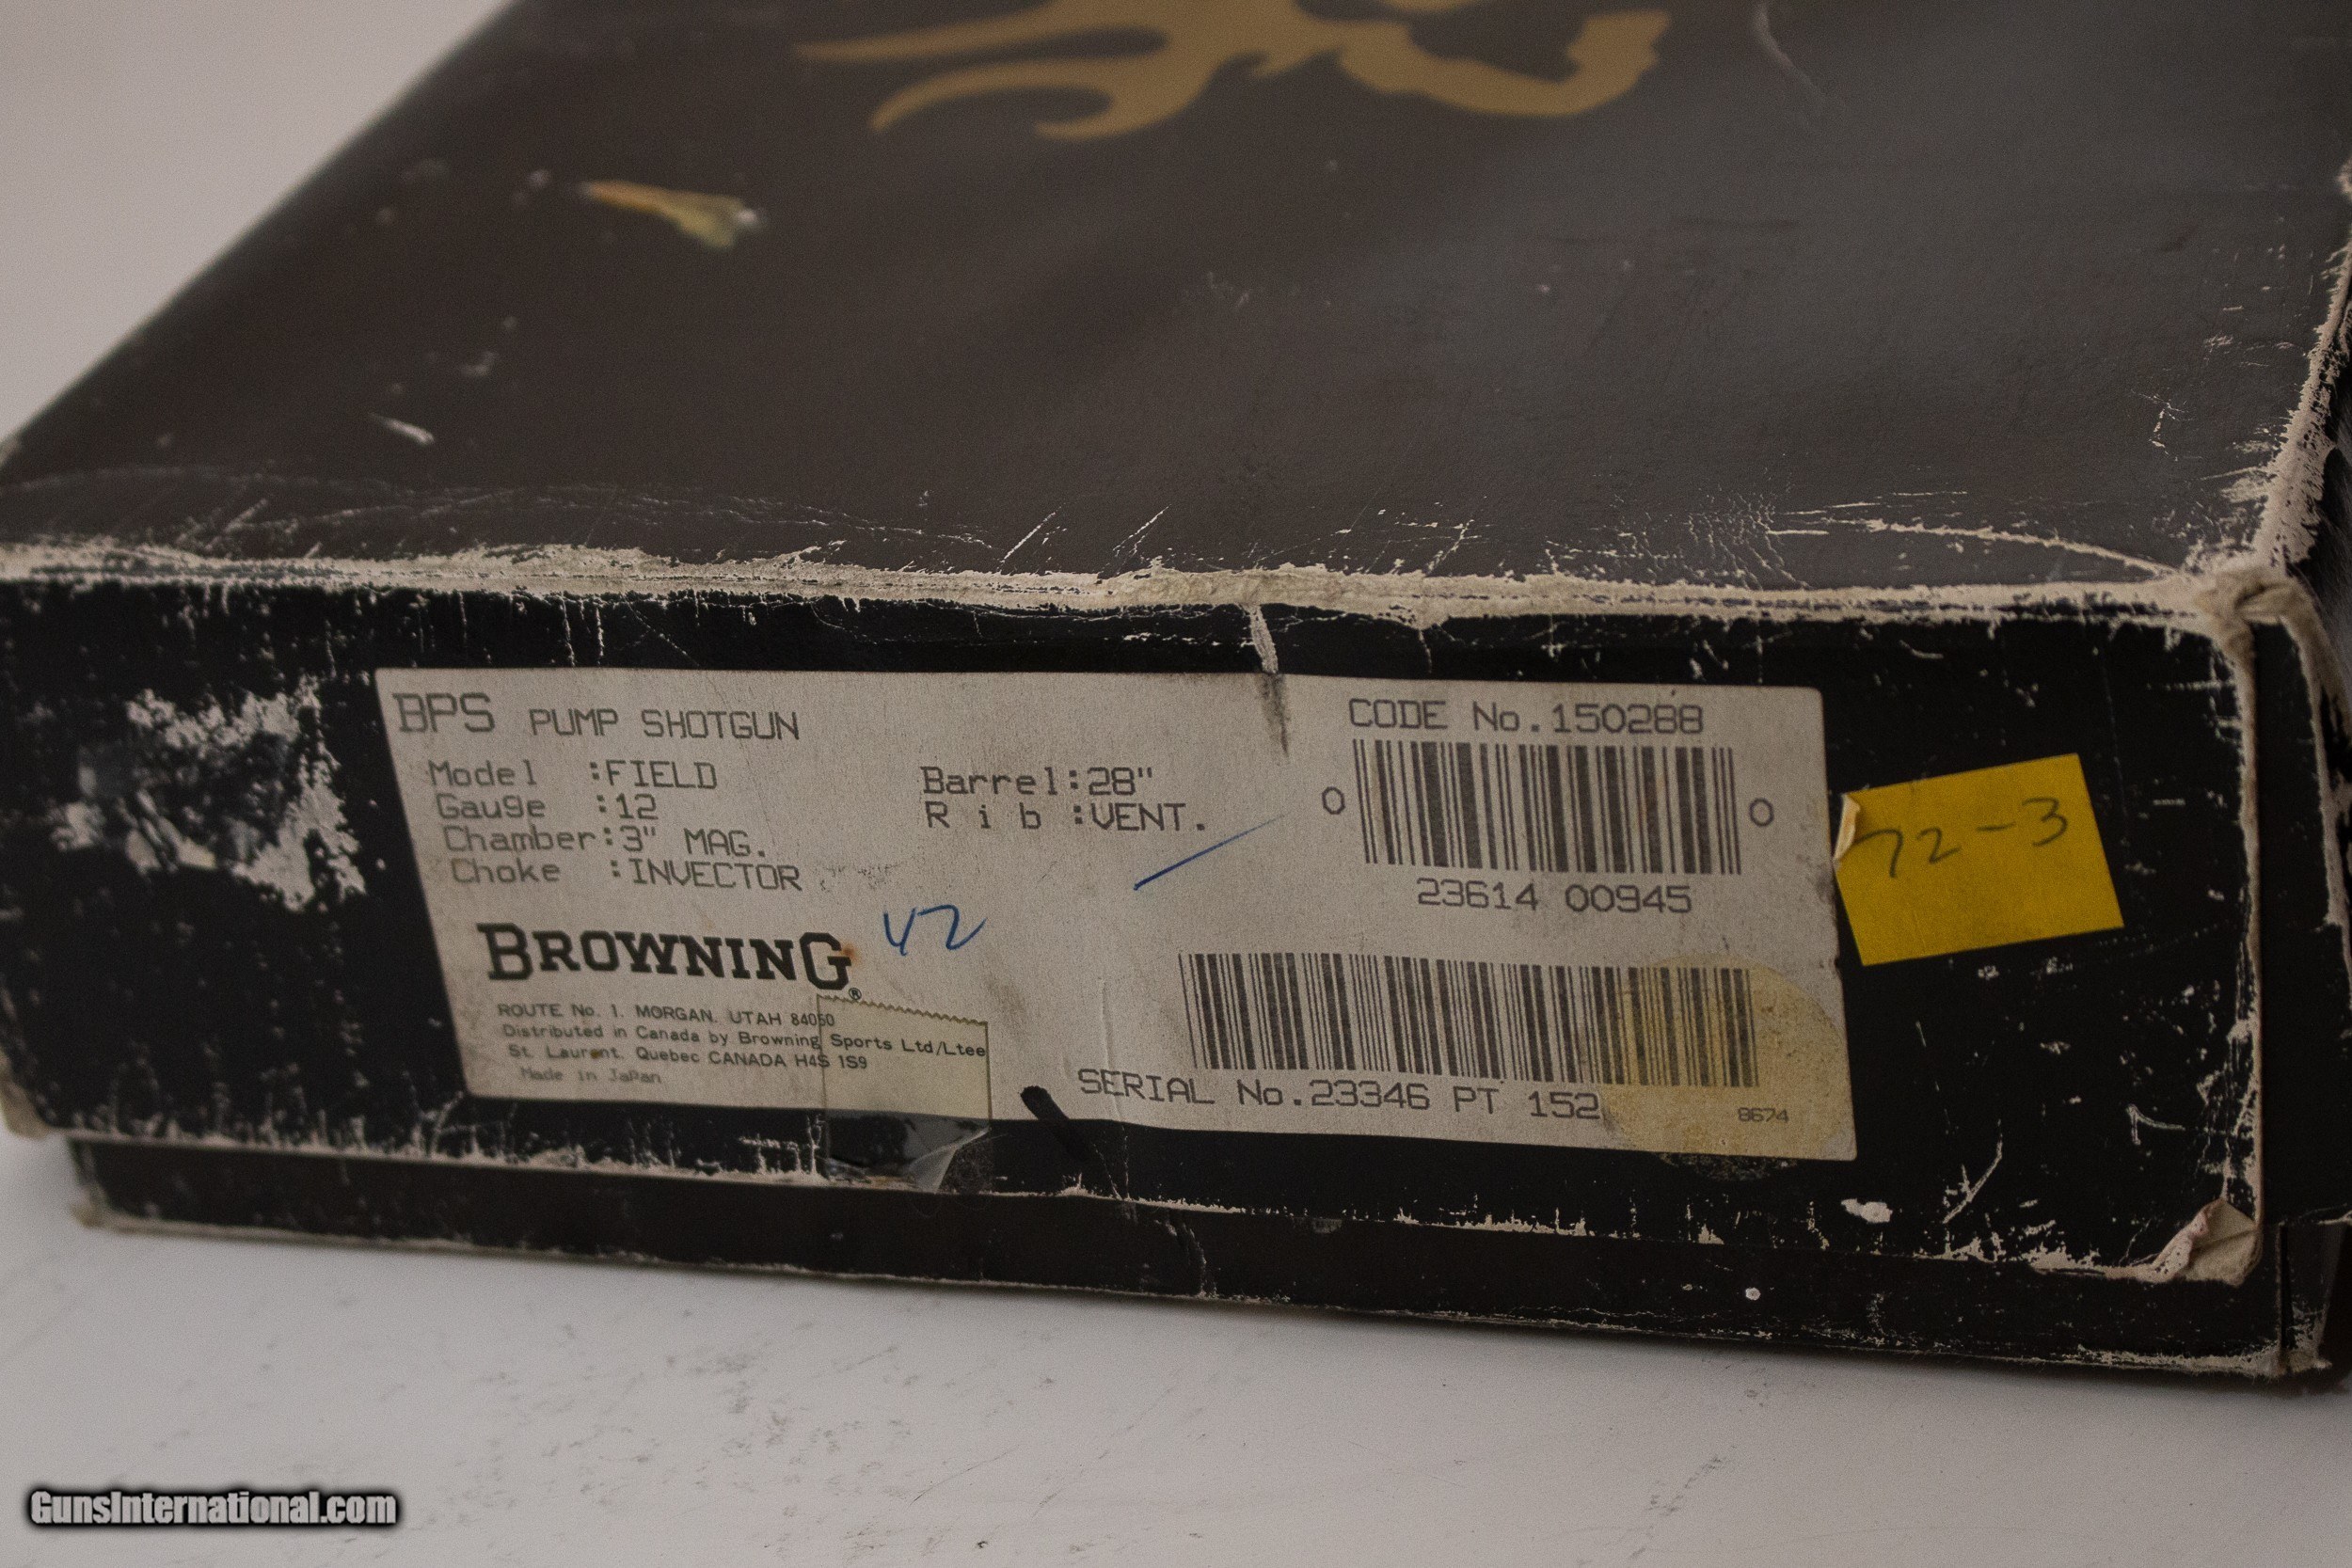 BPS PUMP SHOTGUN
Model :FIELD
Gauge :12
Chamber:3" MAG.
Choke :INVECTOR
Barrel:28"
Rib :VENT.
BROWNING®
42
ROUTE No. 1, MORGAN, UTAH 84050
Distributed in Canada by Browning Sports Ltd/Ltee
St. Laurent, Quebec CANADA H4S 1S9
Made in Japan
CODE No.150288
0 0
23614 00945
SERIAL No.23346 PT 152
8674
72-3
GunsInternational.com